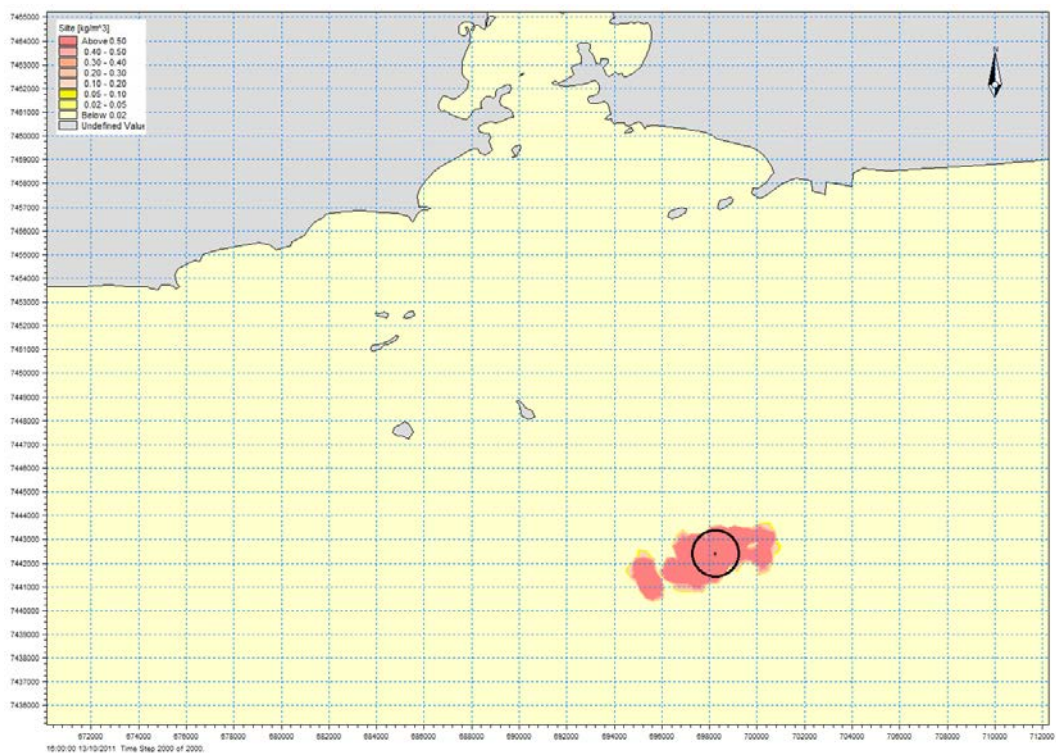 Silte [kg/m^3]
Above 0.50
0.40 - 0.50
0.30 - 0.40
0.20 - 0.30
0.10 - 0.20
0.05 - 0.10
0.02 - 0.05
Below 0.02
Undefined Value
N
7465000
7464000
7463000
7462000
7461000
7460000
7459000
7458000
7457000
7456000
7455000
7454000
7453000
7452000
7451000
7450000
7449000
7448000
7447000
7446000
7445000
7444000
7443000
7442000
7441000
7440000
7439000
7438000
7437000
7436000
672000 674000 676000 678000 680000 682000 684000 686000 688000 690000 692000 694000 696000 698000 700000 702000 704000 706000 708000 710000 712000
16:00:00 13/10/2011 Time Step 2000 of 2000.